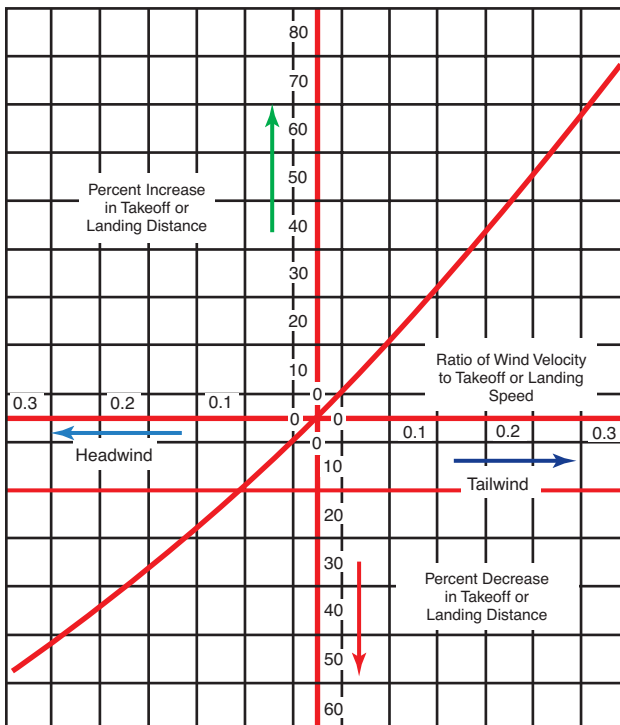 80
70
60
Percent Increase
in Takeoff or
Landing Distance
50
40
30
20
10
Ratio of Wind Velocity
to Takeoff or Landing
Speed
0.3 0.2 0.1 0
0 0
0 0.1 0.2 0.3
Headwind
10
Tailwind
20
30
Percent Decrease
in Takeoff or
Landing Distance
40
50
60